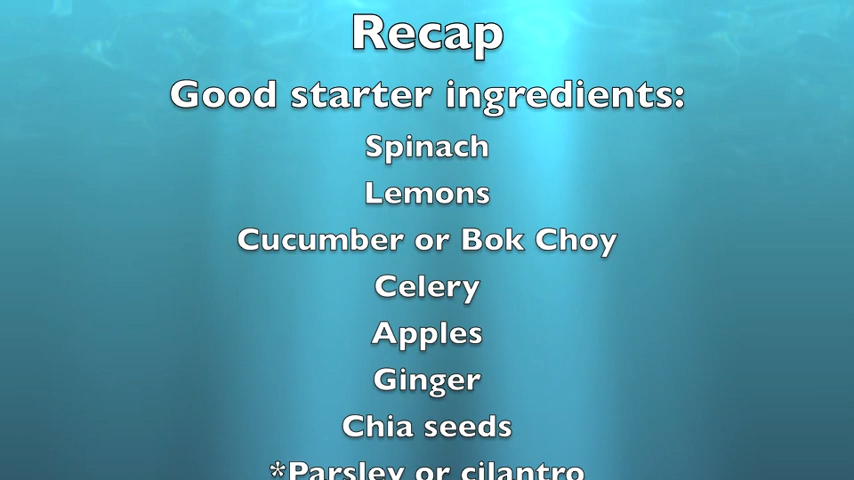 Recap
Good starter ingredients:
Spinach
Lemons
Cucumber or Bok Choy
Celery
Apples
Ginger
Chia seeds
*Parsley or cilantro